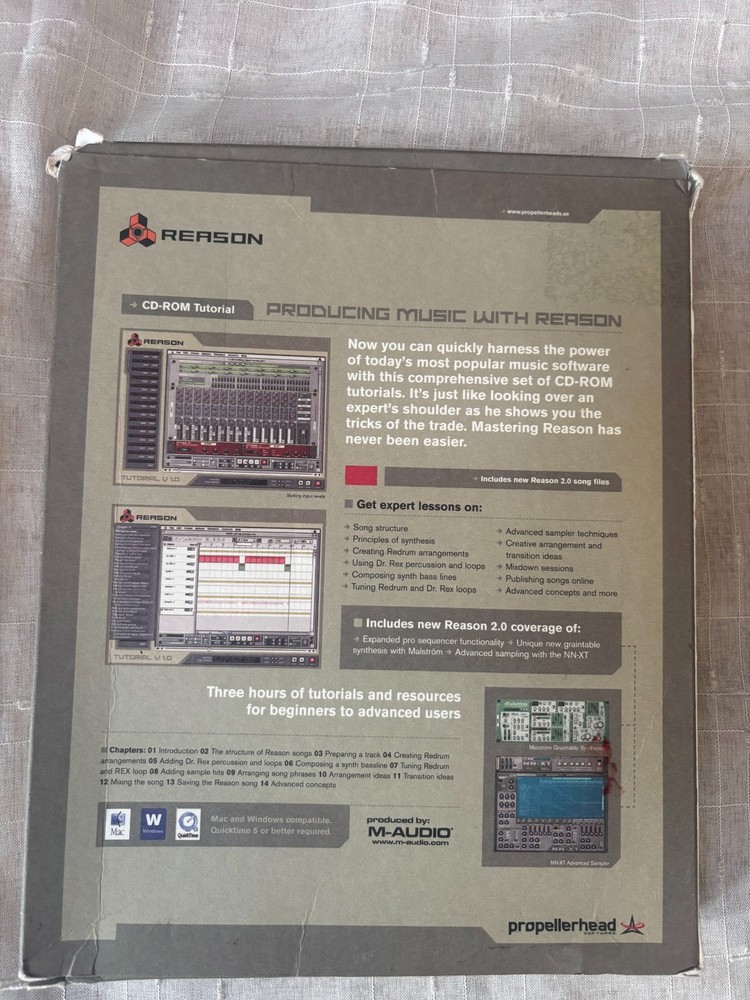 www.propellerheads.se
REASON
CD-ROM Tutorial
PRODUCING MUSIC WITH REASON
REASON
TUTORIAL V 1.0
Setting input levels
Now you can quickly harness the power
of today's most popular music software
with this comprehensive set of CD-ROM
tutorials. It's just like looking over an
expert's shoulder as he shows you the
tricks of the trade. Mastering Reason has
never been easier.
Includes new Reason 2.0 song files
REASON
TUTORIAL V 1.0
Get expert lessons on:
Song structure
Principles of synthesis
Creating Redrum arrangements
Using Dr. Rex percussion and loops
Composing synth bass lines
Tuning Redrum and Dr. Rex loops
Advanced sampler techniques
Creative arrangement and
transition ideas
Mixdown sessions
Publishing songs online
Advanced concepts and more
Includes new Reason 2.0 coverage of:
Expanded pro sequencer functionality → Unique new graintable
synthesis with Malström → Advanced sampling with the NN-XT
Three hours of tutorials and resources
for beginners to advanced users
Chapters: 01 Introduction 02 The structure of Reason songs 03 Preparing a track 04 Creating Redrum
arrangements 05 Adding Dr. Rex percussion and loops 06 Composing a synth bassline 07 Tuning Redrum
and REX loop 08 Adding sample hits 09 Arranging song phrases 10 Arrangement ideas 11 Transition ideas
12 Mixing the song 13 Saving the Reason song 14 Advanced concepts
Mac
W
Windows
QuickTime
Mac and Windows compatible.
Quicktime 5 or better required.
produced by:
M-AUDIO
www.m-audio.com
Malström Graintable Synthesizer
NN-XT
NN-XT Advanced Sampler
propellerhead
SOFTWARE